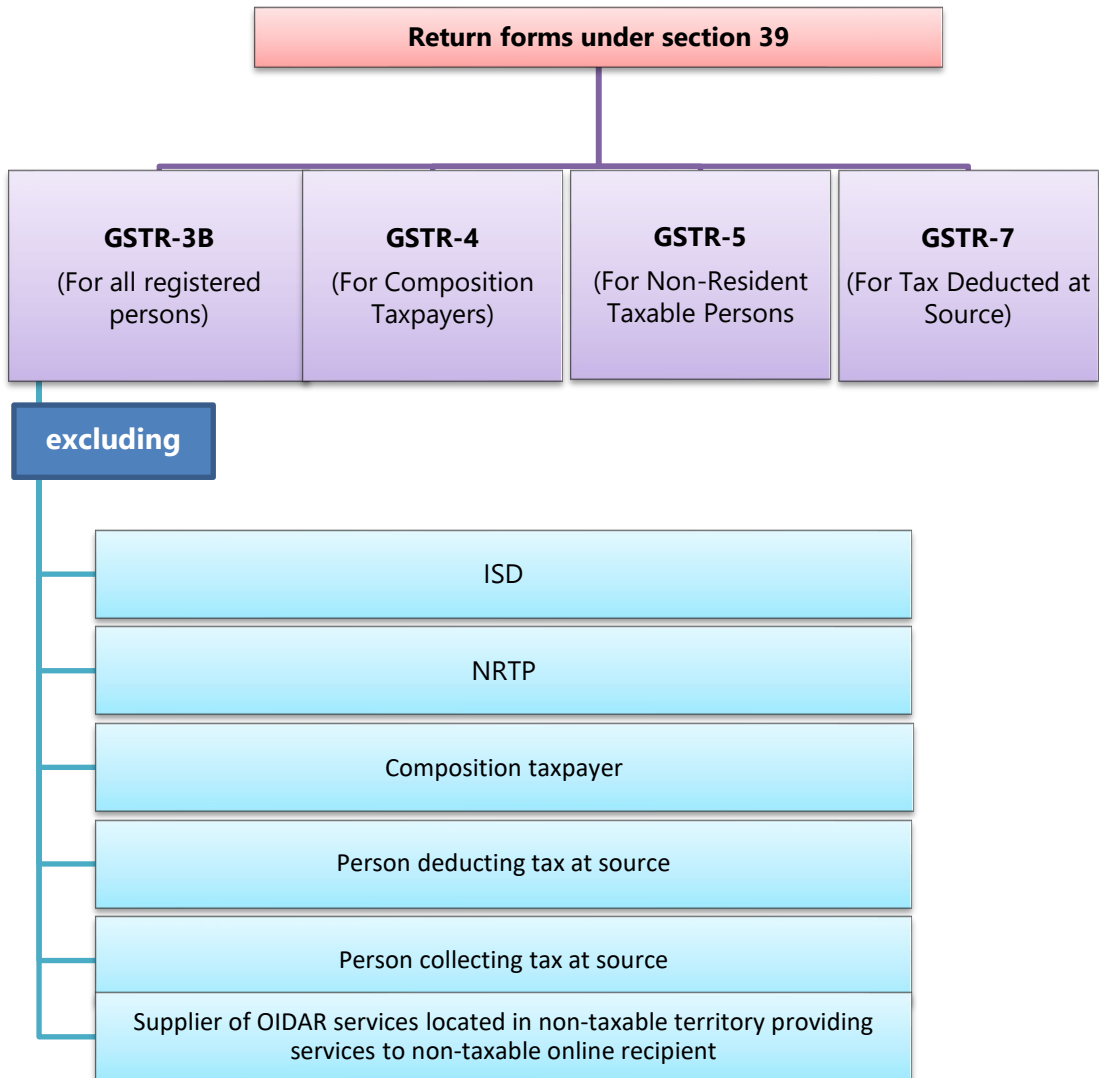 Return forms under section 39
GSTR-3B
(For all registered
persons)
GSTR-4
(For Composition
Taxpayers)
GSTR-5
(For Non-Resident
Taxable Persons
GSTR-7
(For Tax Deducted at
Source)
excluding
ISD
NRTP
Composition taxpayer
Person deducting tax at source
Person collecting tax at source
Supplier of OIDAR services located in non-taxable territory providing
services to non-taxable online recipient